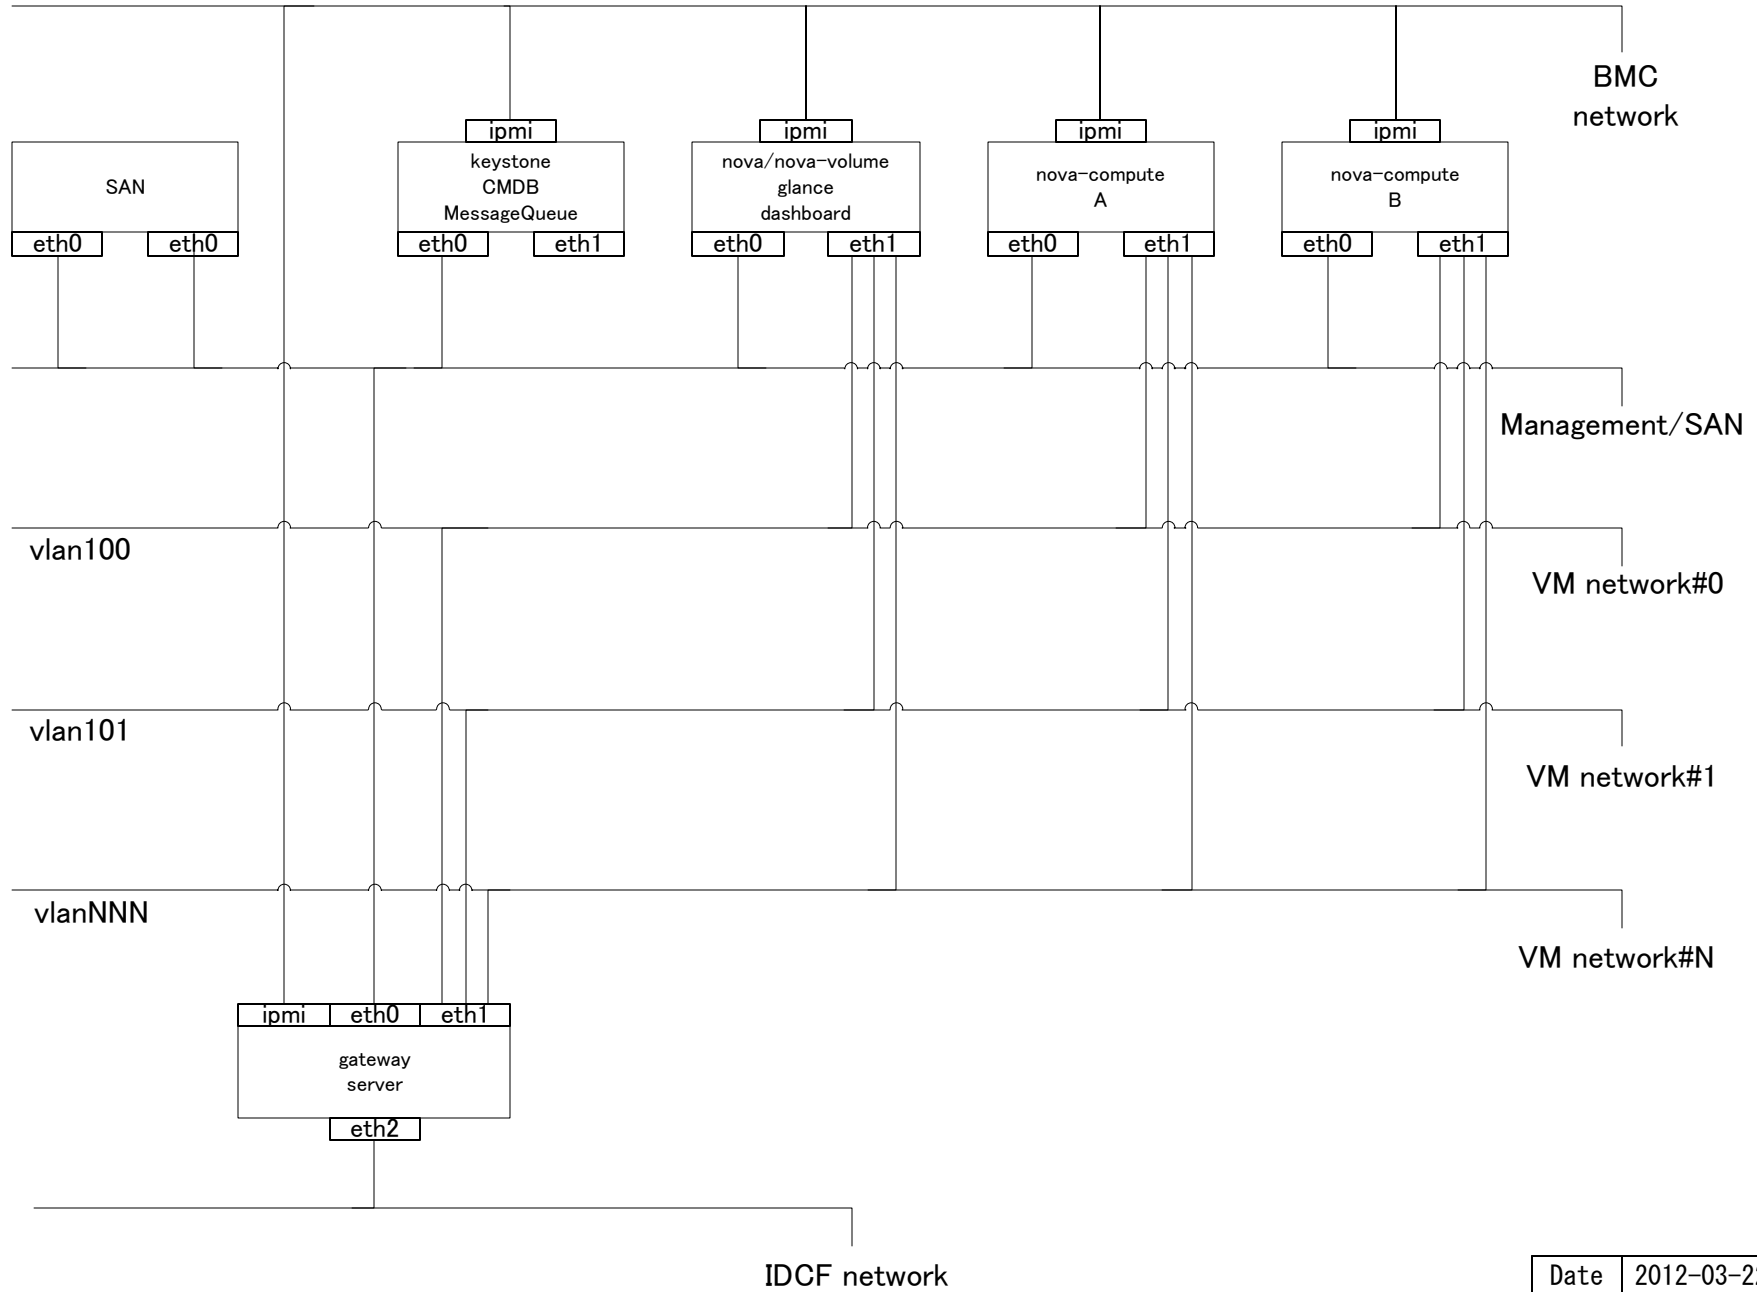 BMC
network
ipmi
ipmi
ipmi
ipmi
SAN
keystone
CMDB
MessageQueue
nova/nova-volume
glance
dashboard
nova-compute
A
nova-compute
B
eth0
eth0
eth0
eth1
eth0
eth1
eth0
eth1
eth0
eth1
Management/SAN
vlan100
VM network#0
vlan101
VM network#1
vlanNNN
VM network#N
ipmi
eth0
eth1
gateway
server
eth2
IDCF network
Date